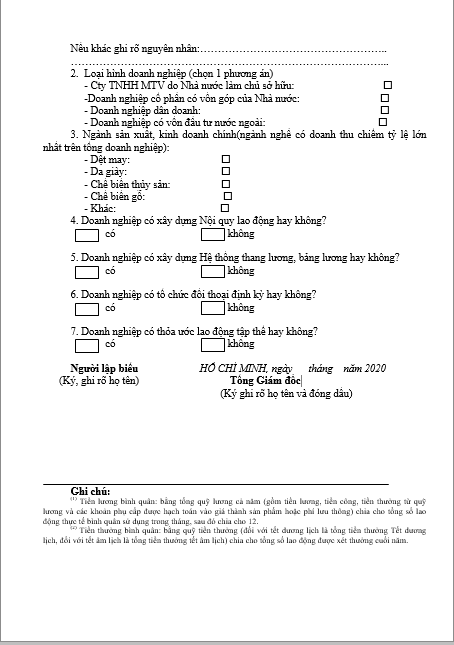 Nếu khác ghi rõ nguyên nhân:…………………………………………….
………………………………………………………………………………...
2. Loại hình doanh nghiệp (chọn 1 phương án)
- Cty TNHH MTV do Nhà nước làm chủ sở hữu: ☐
-Doanh nghiệp cổ phần có vốn góp của Nhà nước: ☐
- Doanh nghiệp dân doanh: ☐
- Doanh nghiệp có vốn đầu tư nước ngoài: ☐
3. Ngành sản xuất, kinh doanh chính(ngành nghề có doanh thu chiếm tỷ lệ lớn
nhất trên tổng doanh nghiệp):
- Dệt may: ☐
- Da giày: ☐
- Chế biến thủy sản: ☐
- Chế biến gỗ: ☐
- Khác: ☐
4. Doanh nghiệp có xây dựng Nội quy lao động hay không?
có không
5. Doanh nghiệp có xây dựng Hệ thống thang lương, bảng lương hay không?
có không
6. Doanh nghiệp có tổ chức đối thoại định kỳ hay không?
có không
7. Doanh nghiệp có thỏa ước lao động tập thể hay không?
có không
Người lập biểu HỒ CHÍ MINH, ngày tháng năm 2020
(Ký, ghi rõ họ tên) Tổng Giám đốc
(Ký ghi rõ họ tên và đóng dấu)
Ghi chú:
(1) Tiền lương bình quân: bằng tổng quỹ lương cả năm (gồm tiền lương, tiền công, tiền thưởng từ quỹ
lương và các khoản phụ cấp được hạch toán vào giá thành sản phẩm hoặc phí lưu thông) chia cho tổng số lao
động thực tế bình quân sử dụng trong tháng, sau đó chia cho 12.
(2) Tiền thưởng bình quân: bằng quỹ tiền thưởng (đối với tết dương lịch là tổng tiền thưởng Tết dương
lịch, đối với tết âm lịch là tổng tiền thưởng tết âm lịch) chia cho tổng số lao động được xét thưởng cuối năm.